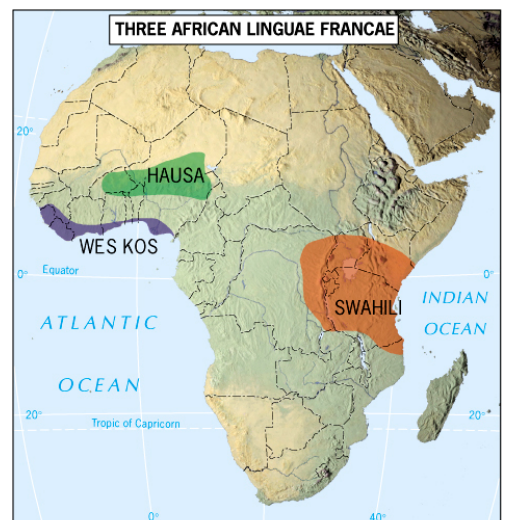 THREE AFRICAN LINGUAE FRANCAE
20°
HAUSA
WES KOS
Equator
0°
0°
SWAHILI
INDIAN
OCEAN
ATLANTIC
OCEAN
20°
20°
Tropic of Capricorn
0°
40°